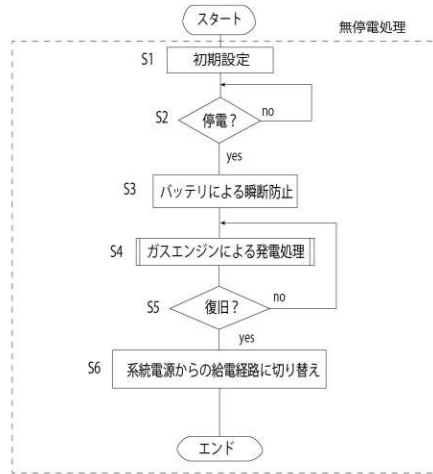 スタート
無停電処理
S1 初期設定
S2 停電？ no
yes
S3 バッテリによる瞬断防止
S4 ガスエンジンによる発電処理
S5 復旧？ no
yes
S6 系統電源からの給電経路に切り替え
エンド